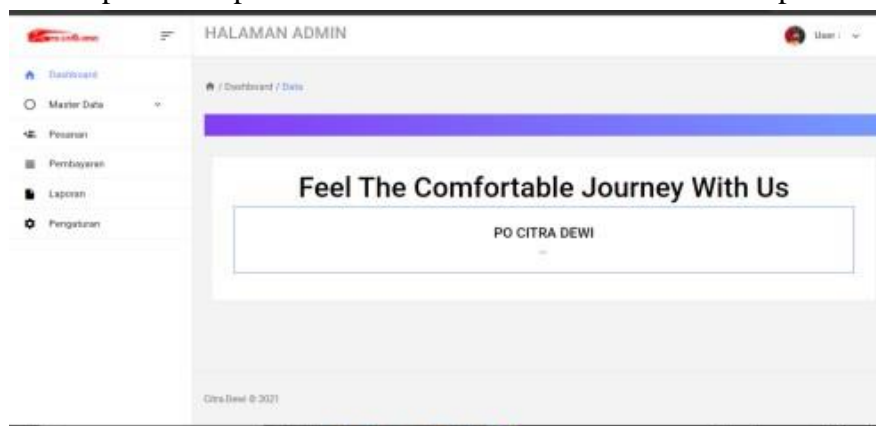 HALAMAN ADMIN
User :
Dashboard
/ Dashboard / Data
Master Data
Pesanan
Pembayaran
Laporan
Pengaturan
Feel The Comfortable Journey With Us
PO CITRA DEWI
Citra Dewi © 2021